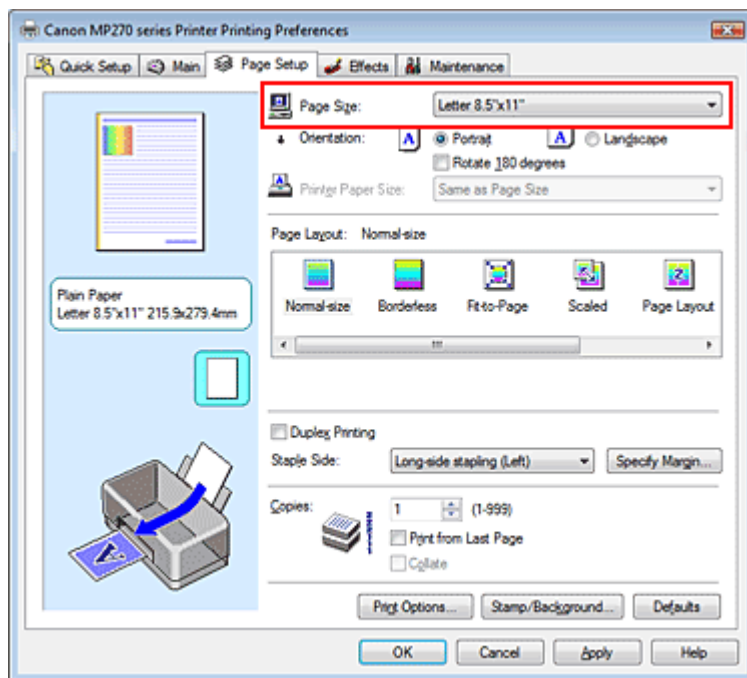 Canon MP270 series Printer Printing Preferences
Quick Setup Main Page Setup Effects Maintenance
Page Size: Letter 8.5"x11"
Orientation: A Portrait A Landscape
Rotate 180 degrees
Printer Paper Size: Same as Page Size
Page Layout: Normal-size
Normal-size Borderless Fit-to-Page Scaled Page Layout
Plain Paper
Letter 8.5"x11" 215.9x279.4mm
Duplex Printing
Staple Side: Long-side stapling (Left) Specify Margin...
Copies: 1 (1-999)
Print from Last Page
Collate
Print Options... Stamp/Background... Defaults
OK Cancel Apply Help